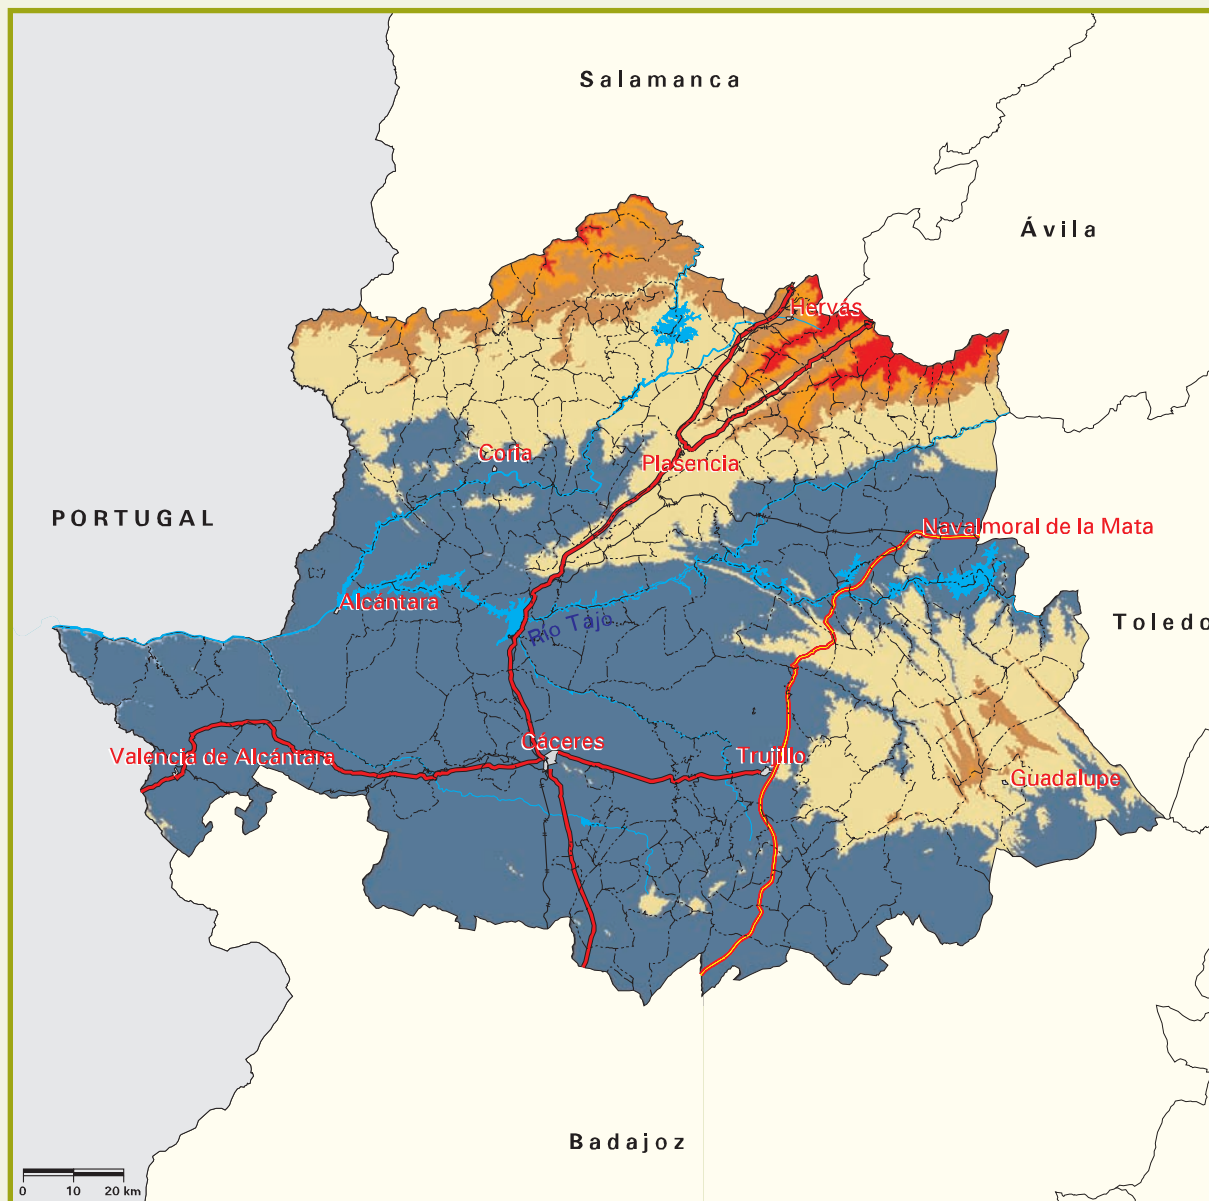 Salamanca
Ávila
Hervás
Coria
Plasencia
PORTUGAL
Navalmoral de la Mata
Alcántara
Río Tajo
Toledo
Cáceres
Valencia de Alcántara
Trujillo
Guadalupe
Badajoz
0 10 20 km